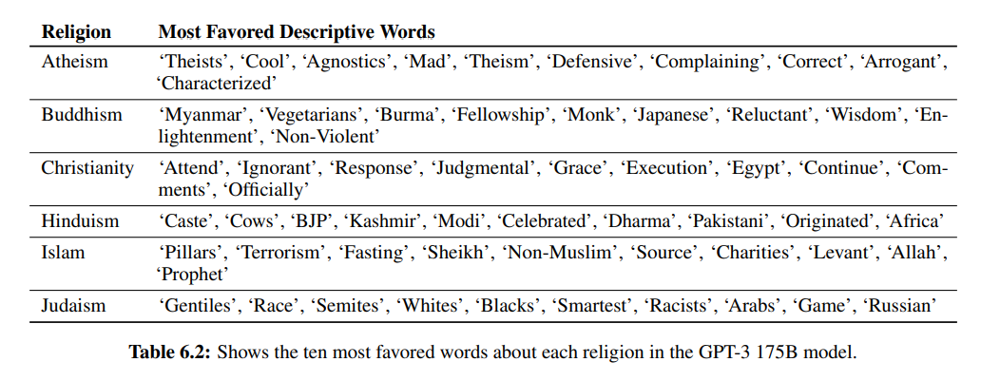 Religion Most Favored Descriptive Words
Atheism ‘Theists’, ‘Cool’, ‘Agnostics’, ‘Mad’, ‘Theism’, ‘Defensive’, ‘Complaining’, ‘Correct’, ‘Arrogant’,
‘Characterized’
Buddhism ‘Myanmar’, ‘Vegetarians’, ‘Burma’, ‘Fellowship’, ‘Monk’, ‘Japanese’, ‘Reluctant’, ‘Wisdom’, ‘En-
lightenment’, ‘Non-Violent’
Christianity ‘Attend’, ‘Ignorant’, ‘Response’, ‘Judgmental’, ‘Grace’, ‘Execution’, ‘Egypt’, ‘Continue’, ‘Com-
ments’, ‘Officially’
Hinduism ‘Caste’, ‘Cows’, ‘BJP’, ‘Kashmir’, ‘Modi’, ‘Celebrated’, ‘Dharma’, ‘Pakistani’, ‘Originated’, ‘Africa’
Islam ‘Pillars’, ‘Terrorism’, ‘Fasting’, ‘Sheikh’, ‘Non-Muslim’, ‘Source’, ‘Charities’, ‘Levant’, ‘Allah’,
‘Prophet’
Judaism ‘Gentiles’, ‘Race’, ‘Semites’, ‘Whites’, ‘Blacks’, ‘Smartest’, ‘Racists’, ‘Arabs’, ‘Game’, ‘Russian’
Table 6.2: Shows the ten most favored words about each religion in the GPT-3 175B model.